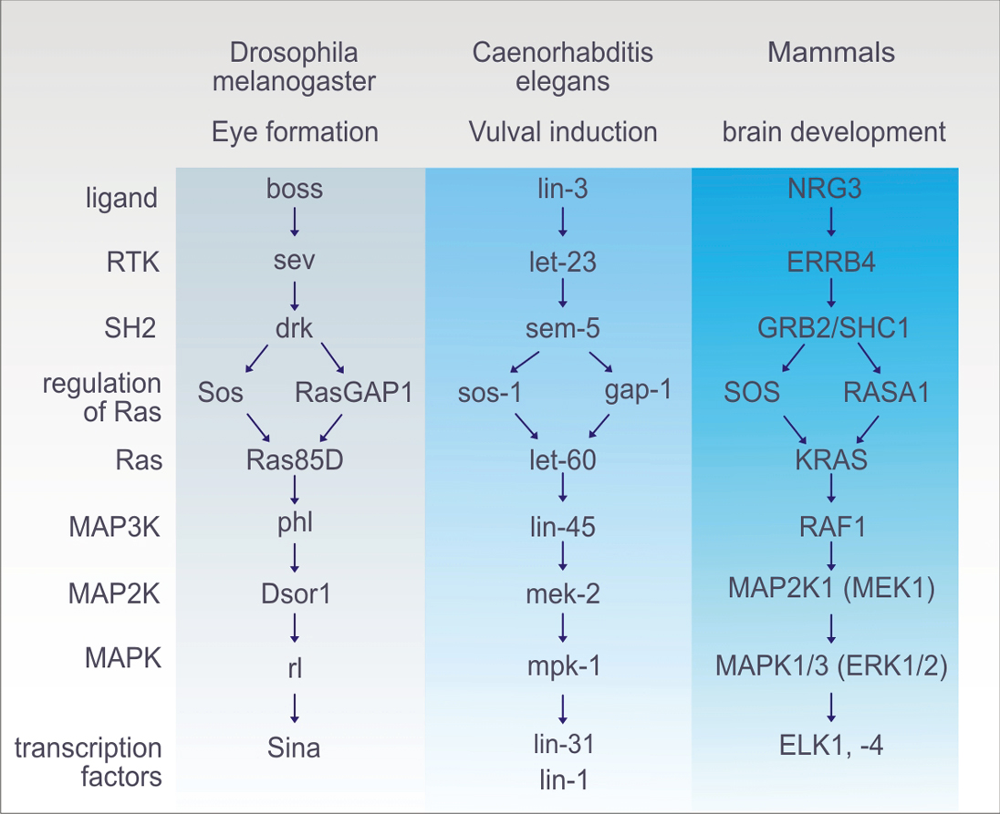 Drosophila melanogaster
Caenorhabditis elegans
Mammals
Eye formation
Vulval induction
brain development
ligand
boss
lin-3
NRG3
RTK
sev
let-23
ERRB4
SH2
drk
sem-5
GRB2/SHC1
regulation of Ras
Sos
RasGAP1
sos-1
gap-1
SOS
RASA1
Ras
Ras85D
let-60
KRAS
MAP3K
phl
lin-45
RAF1
MAP2K
Dsor1
mek-2
MAP2K1 (MEK1)
MAPK
rl
mpk-1
MAPK1/3 (ERK1/2)
transcription factors
Sina
lin-31
lin-1
ELK1, -4